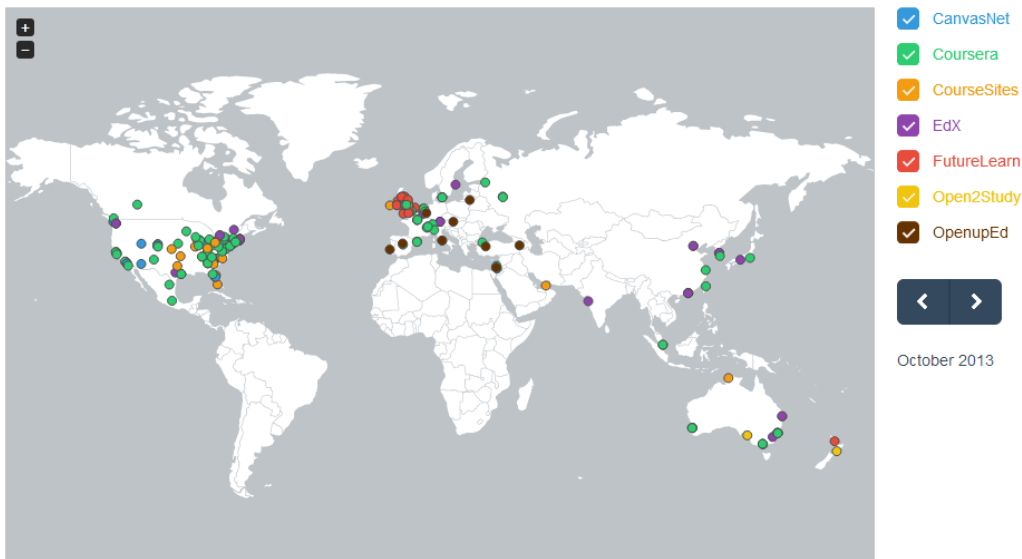 +
−
CanvasNet
Coursera
CourseSites
EdX
FutureLearn
Open2Study
OpenupEd
October 2013